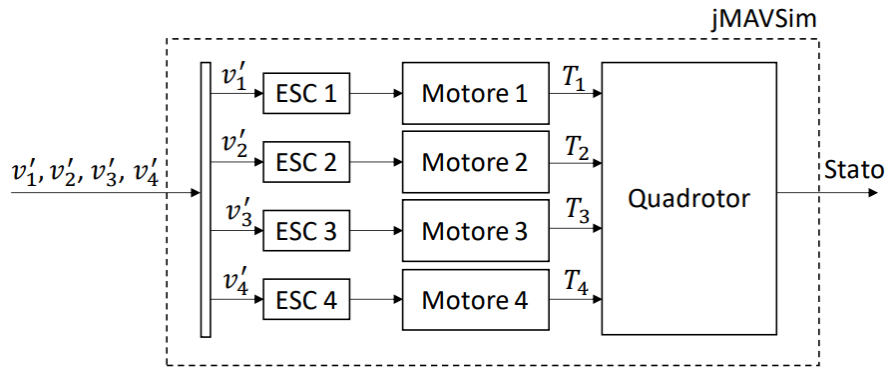 jMAVSim
v′₁ ESC 1 Motore 1 T₁
v′₂ ESC 2 Motore 2 T₂
v′₁, v′₂, v′₃, v′₄ Quadrotor Stato
v′₃ ESC 3 Motore 3 T₃
v′₄ ESC 4 Motore 4 T₄